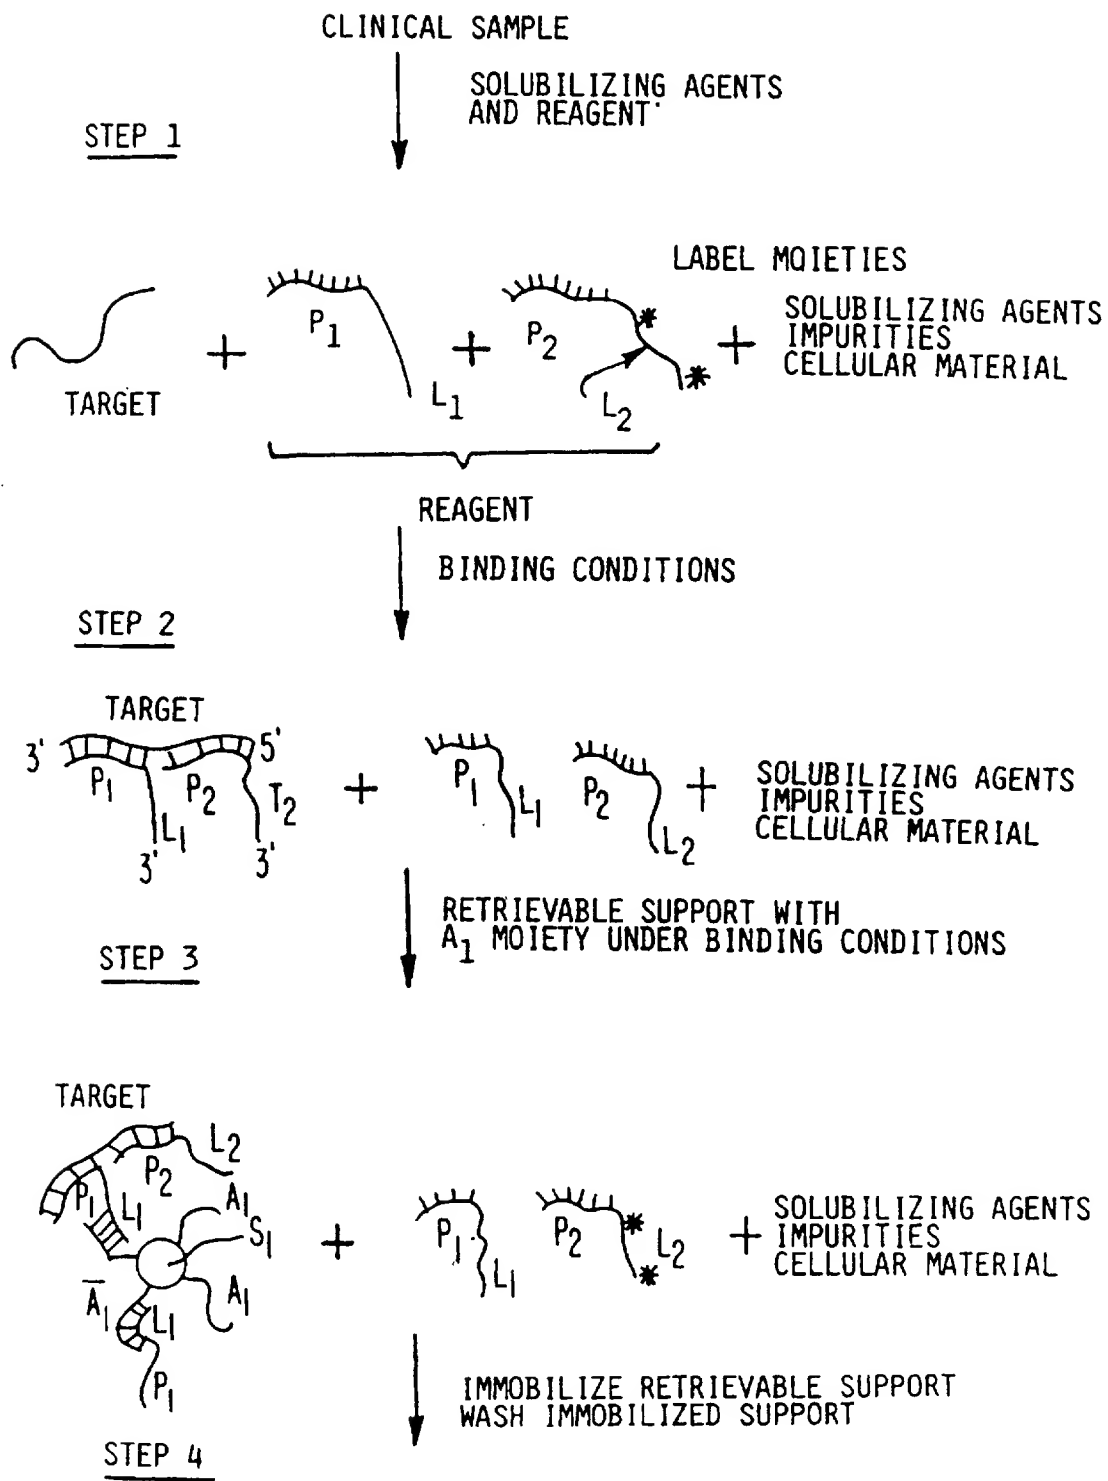 CLINICAL SAMPLE
SOLUBILIZING AGENTS
AND REAGENT
STEP 1
LABEL MOIETIES
P1
P2
SOLUBILIZING AGENTS
IMPURITIES
CELLULAR MATERIAL
+
+
+
TARGET
L1
L2
*
*
REAGENT
BINDING CONDITIONS
STEP 2
TARGET
3'
5'
P1
P2
T2
L1
3'
3'
+
P1
L1
P2
L2
+
SOLUBILIZING AGENTS
IMPURITIES
CELLULAR MATERIAL
RETRIEVABLE SUPPORT WITH
A1 MOIETY UNDER BINDING CONDITIONS
STEP 3
TARGET
L2
P2
P1
L1
A1
S1
A̅1
L1
A1
P1
+
P1
L1
P2
*
L2
*
+
SOLUBILIZING AGENTS
IMPURITIES
CELLULAR MATERIAL
IMMOBILIZE RETRIEVABLE SUPPORT
WASH IMMOBILIZED SUPPORT
STEP 4